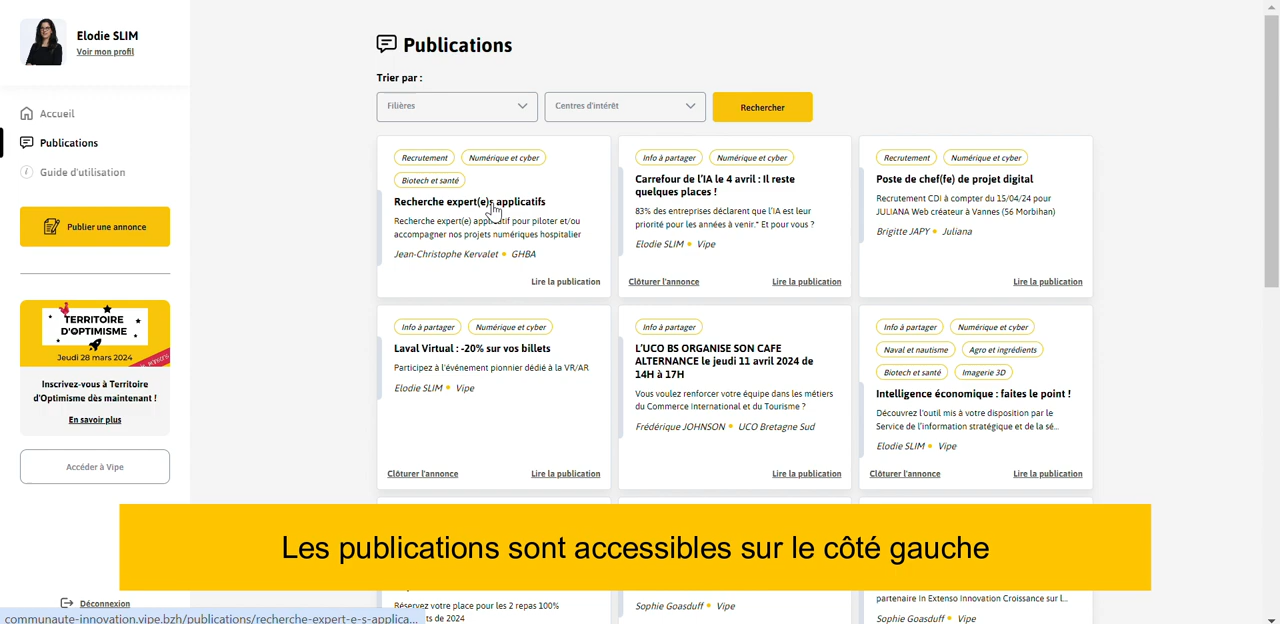 Elodie SLIM
Voir mon profil
Accueil
Publications
Guide d'utilisation
Publier une annonce
TERRITOIRE
D'OPTIMISME
Jeudi 28 mars 2024
Inscrivez-vous à Territoire
d'Optimisme dès maintenant !
En savoir plus
Accéder à Vipe
Déconnexion
Publications
Trier par :
Filières
Centres d'intérêt
Rechercher
Recrutement
Numérique et cyber
Biotech et santé
Recherche expert(e)s applicatifs
Recherche expert(e) applicatif pour piloter et/ou
accompagner nos projets numériques hospitalier
Jean-Christophe Kervalet • GHBA
Lire la publication
Info à partager
Numérique et cyber
Carrefour de l'IA le 4 avril : Il reste
quelques places !
83% des entreprises déclarent que l'IA est leur
priorité pour les années à venir." Et pour vous ?
Elodie SLIM • Vipe
Clôturer l'annonce
Lire la publication
Recrutement
Numérique et cyber
Poste de chef(fe) de projet digital
Recrutement CDI à compter du 15/04/24 pour
JULIANA Web créateur à Vannes (56 Morbihan)
Brigitte JAPY • Juliana
Lire la publication
Info à partager
Numérique et cyber
Laval Virtual : -20% sur vos billets
Participez à l'événement pionnier dédié à la VR/AR
Elodie SLIM • Vipe
Clôturer l'annonce
Lire la publication
Info à partager
L'UCO BS ORGANISE SON CAFE
ALTERNANCE le jeudi 11 avril 2024 de
14H à 17H
Vous voulez renforcer votre équipe dans les métiers
du Commerce International et du Tourisme ?
Frédérique JOHNSON • UCO Bretagne Sud
Lire la publication
Info à partager
Numérique et cyber
Naval et nautisme
Agro et ingrédients
Biotech et santé
Imagerie 3D
Intelligence économique : faites le point !
Découvrez l'outil mis à votre disposition par le
Service de l'information stratégique et de la sé...
Elodie SLIM • Vipe
Clôturer l'annonce
Lire la publication
Les publications sont accessibles sur le côté gauche
Réservez votre place pour les 2 repas 100%
ts de 2024
Sophie Goasduff • Vipe
partenaire In Extenso Innovation Croissance sur l...
Sophie Goasduff • Vipe
communaute-innovation.vipe.bzh/publications/recherche-expert-e-s-applica...